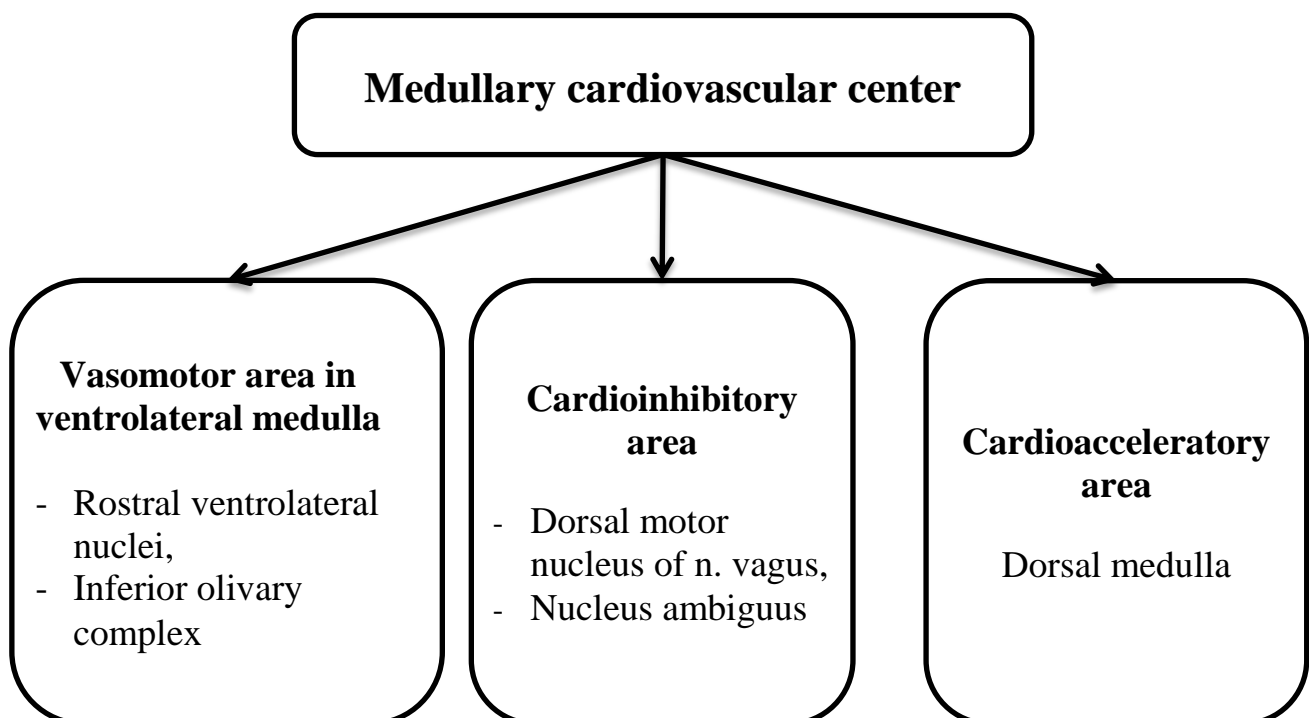 Medullary cardiovascular center
Vasomotor area in
ventrolateral medulla
- Rostral ventrolateral
nuclei,
- Inferior olivary
complex
Cardioinhibitory
area
- Dorsal motor
nucleus of n. vagus,
- Nucleus ambiguus
Cardioacceleratory
area
Dorsal medulla